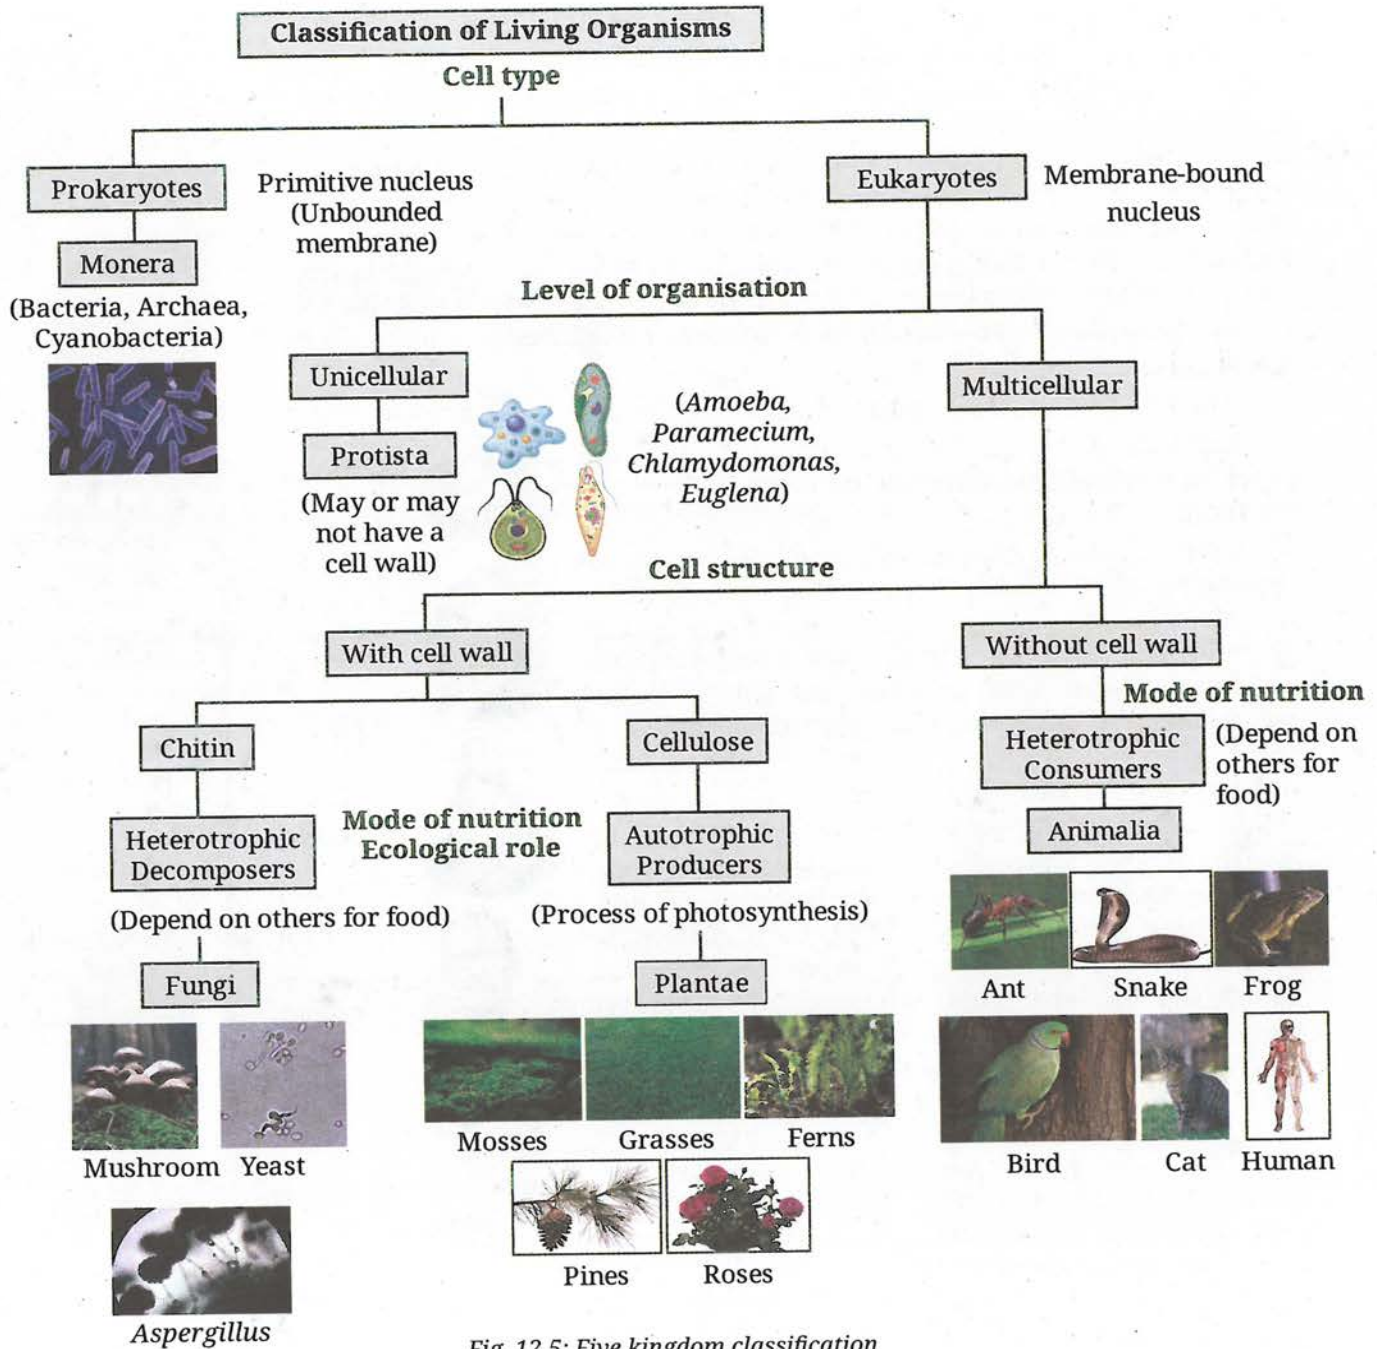 Classification of Living Organisms
Cell type
Prokaryotes
Primitive nucleus
(Unbounded
membrane)
Eukaryotes
Membrane-bound
nucleus
Monera
(Bacteria, Archaea,
Cyanobacteria)
Level of organisation
Unicellular
Multicellular
Protista
(May or may
not have a
cell wall)
(Amoeba,
Paramecium,
Chlamydomonas,
Euglena)
Cell structure
With cell wall
Without cell wall
Mode of nutrition
Chitin
Cellulose
Heterotrophic
Consumers
(Depend on
others for
food)
Heterotrophic
Decomposers
Mode of nutrition
Ecological role
Autotrophic
Producers
Animalia
(Depend on others for food)
(Process of photosynthesis)
Fungi
Plantae
Ant
Snake
Frog
Mushroom
Yeast
Mosses
Grasses
Ferns
Bird
Cat
Human
Pines
Roses
Aspergillus
Fig. 12.5: Five kingdom classification